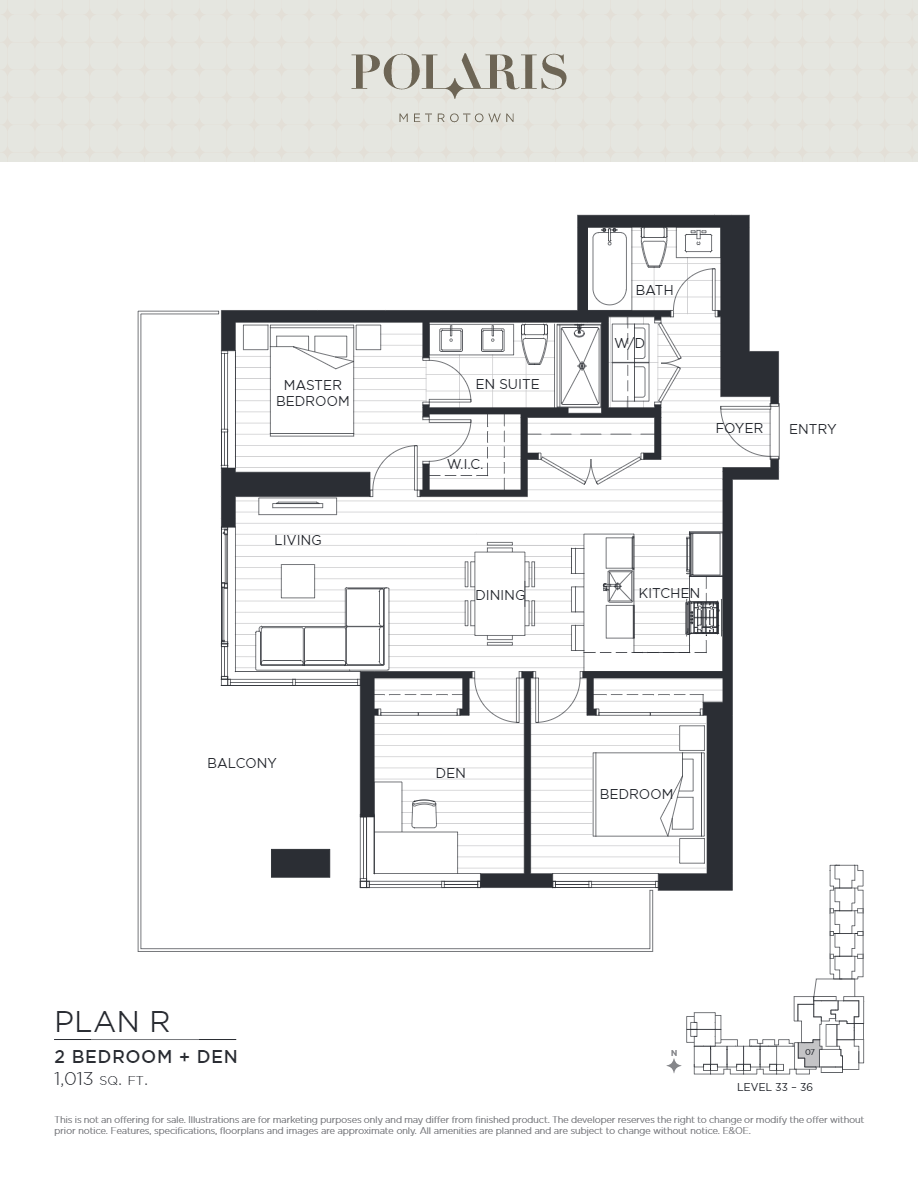 POLARIS
METROTOWN
BATH
W/D
MASTER
BEDROOM
EN SUITE
FOYER
ENTRY
W.I.C.
LIVING
DINING
KITCHEN
BALCONY
DEN
BEDROOM
PLAN R
2 BEDROOM + DEN
1,013 SQ. FT.
N
07
LEVEL 33 – 36
This is not an offering for sale. Illustrations are for marketing purposes only and may differ from finished product. The developer reserves the right to change or modify the offer without
prior notice. Features, specifications, floorplans and images are approximate only. All amenities are planned and are subject to change without notice. E&OE.